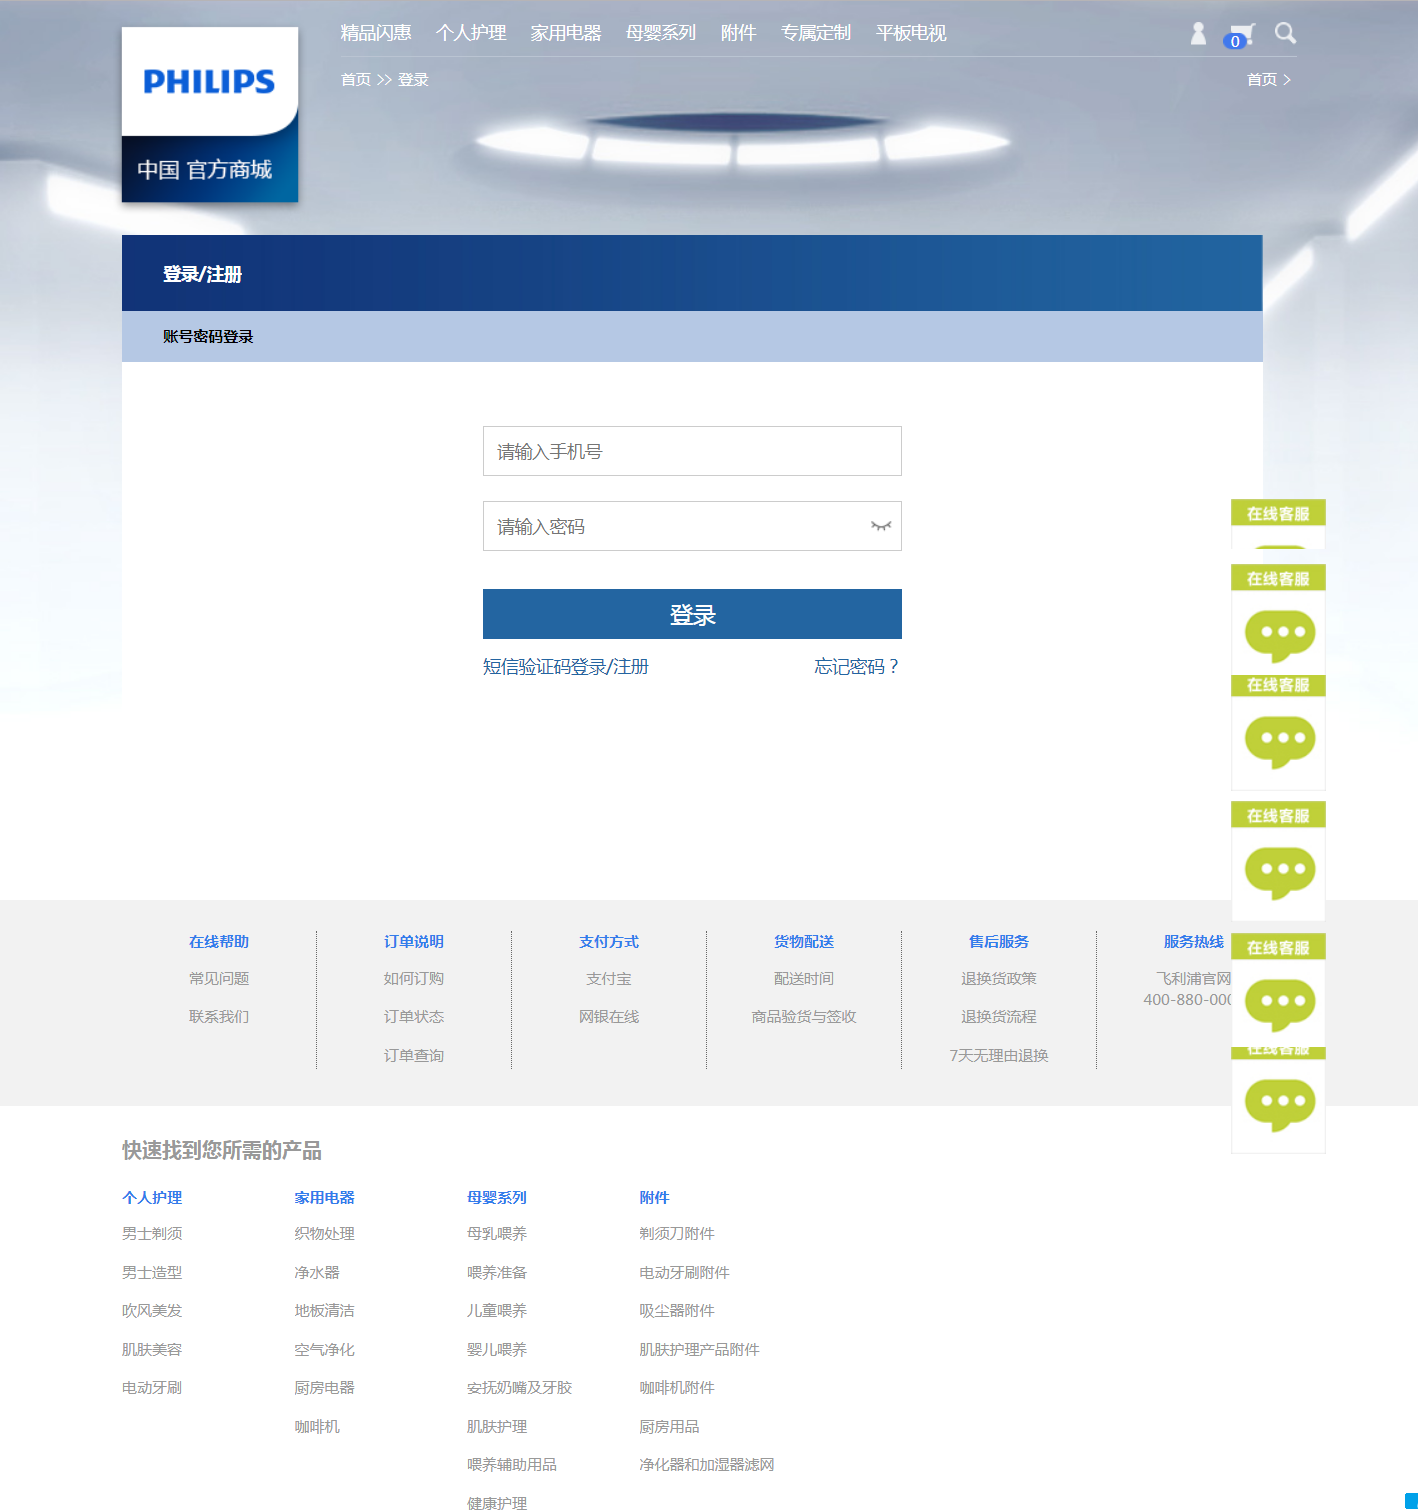 精品闪惠 个人护理 家用电器 母婴系列 附件 专属定制 平板电视
0
PHILIPS
中国 官方商城
首页 >> 登录
首页 >
登录/注册
账号密码登录
请输入手机号
请输入密码
登录
短信验证码登录/注册 忘记密码？
在线客服
在线客服
在线客服
在线客服
在线客服
在线客服
在线帮助 订单说明 支付方式 货物配送 售后服务 服务热线
常见问题 如何订购 支付宝 配送时间 退换货政策 飞利浦官网
400-880-00
联系我们 订单状态 网银在线 商品验货与签收 退换货流程
订单查询 7天无理由退换
快速找到您所需的产品
个人护理 家用电器 母婴系列 附件
男士剃须 织物处理 母乳喂养 剃须刀附件
男士造型 净水器 喂养准备 电动牙刷附件
吹风美发 地板清洁 儿童喂养 吸尘器附件
肌肤美容 空气净化 婴儿喂养 肌肤护理产品附件
电动牙刷 厨房电器 安抚奶嘴及牙胶 咖啡机附件
咖啡机 肌肤护理 厨房用品
喂养辅助用品 净化器和加湿器滤网
健康护理